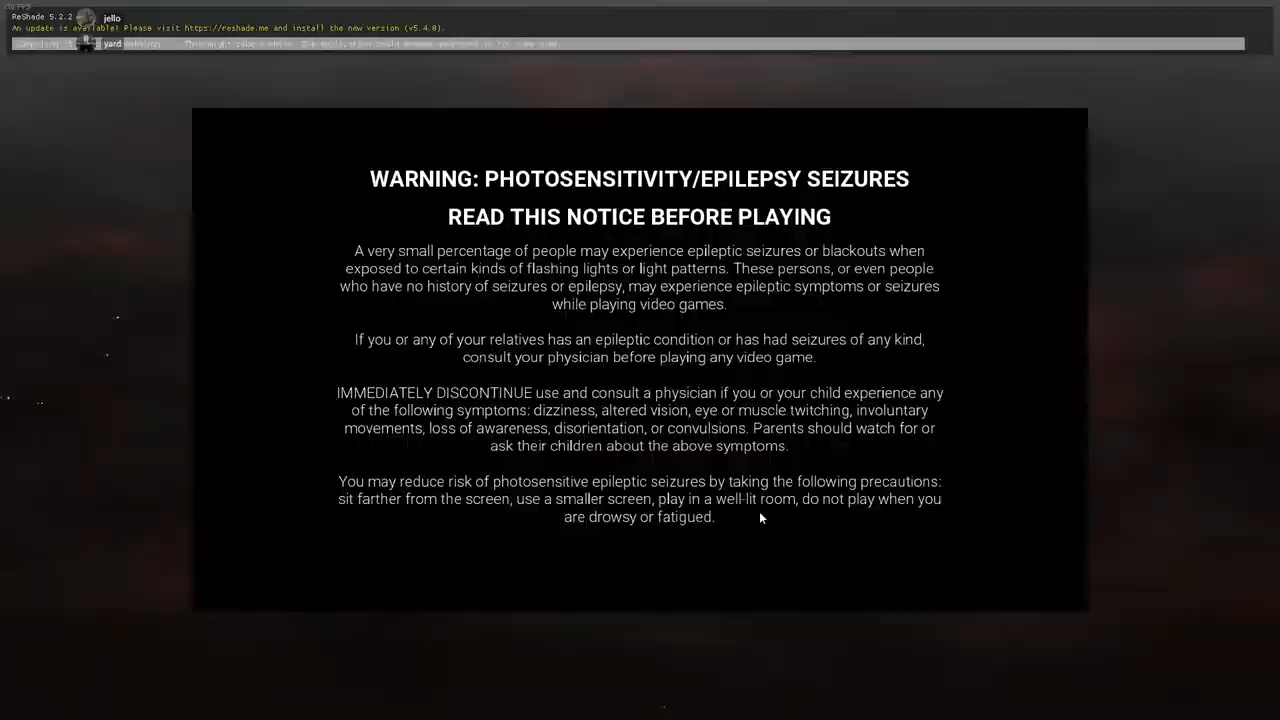 ReShade 5.2.2
jello
An update is available! Please visit https://reshade.me and install the new version (v5.4.0).
yard
WARNING: PHOTOSENSITIVITY/EPILEPSY SEIZURES
READ THIS NOTICE BEFORE PLAYING
A very small percentage of people may experience epileptic seizures or blackouts when
exposed to certain kinds of flashing lights or light patterns. These persons, or even people
who have no history of seizures or epilepsy, may experience epileptic symptoms or seizures
while playing video games.
If you or any of your relatives has an epileptic condition or has had seizures of any kind,
consult your physician before playing any video game.
IMMEDIATELY DISCONTINUE use and consult a physician if you or your child experience any
of the following symptoms: dizziness, altered vision, eye or muscle twitching, involuntary
movements, loss of awareness, disorientation, or convulsions. Parents should watch for or
ask their children about the above symptoms.
You may reduce risk of photosensitive epileptic seizures by taking the following precautions:
sit farther from the screen, use a smaller screen, play in a well-lit room, do not play when you
are drowsy or fatigued.